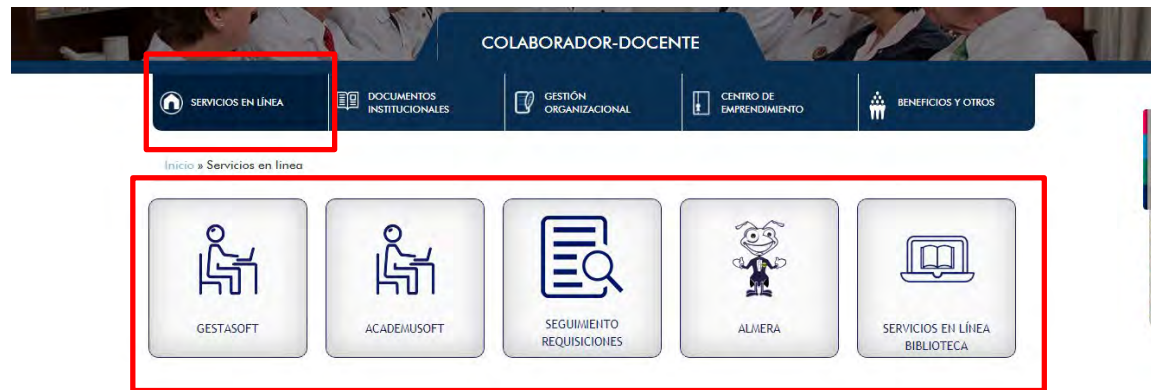 COLABORADOR-DOCENTE
SERVICIOS EN LÍNEA
DOCUMENTOS
INSTITUCIONALES
GESTIÓN
ORGANIZACIONAL
CENTRO DE
EMPRENDIMIENTO
BENEFICIOS Y OTROS
Inicio » Servicios en linea
GESTASOFT
ACADEMUSOFT
SEGUIMIENTO
REQUISICIONES
ALMERA
SERVICIOS EN LÍNEA
BIBLIOTECA